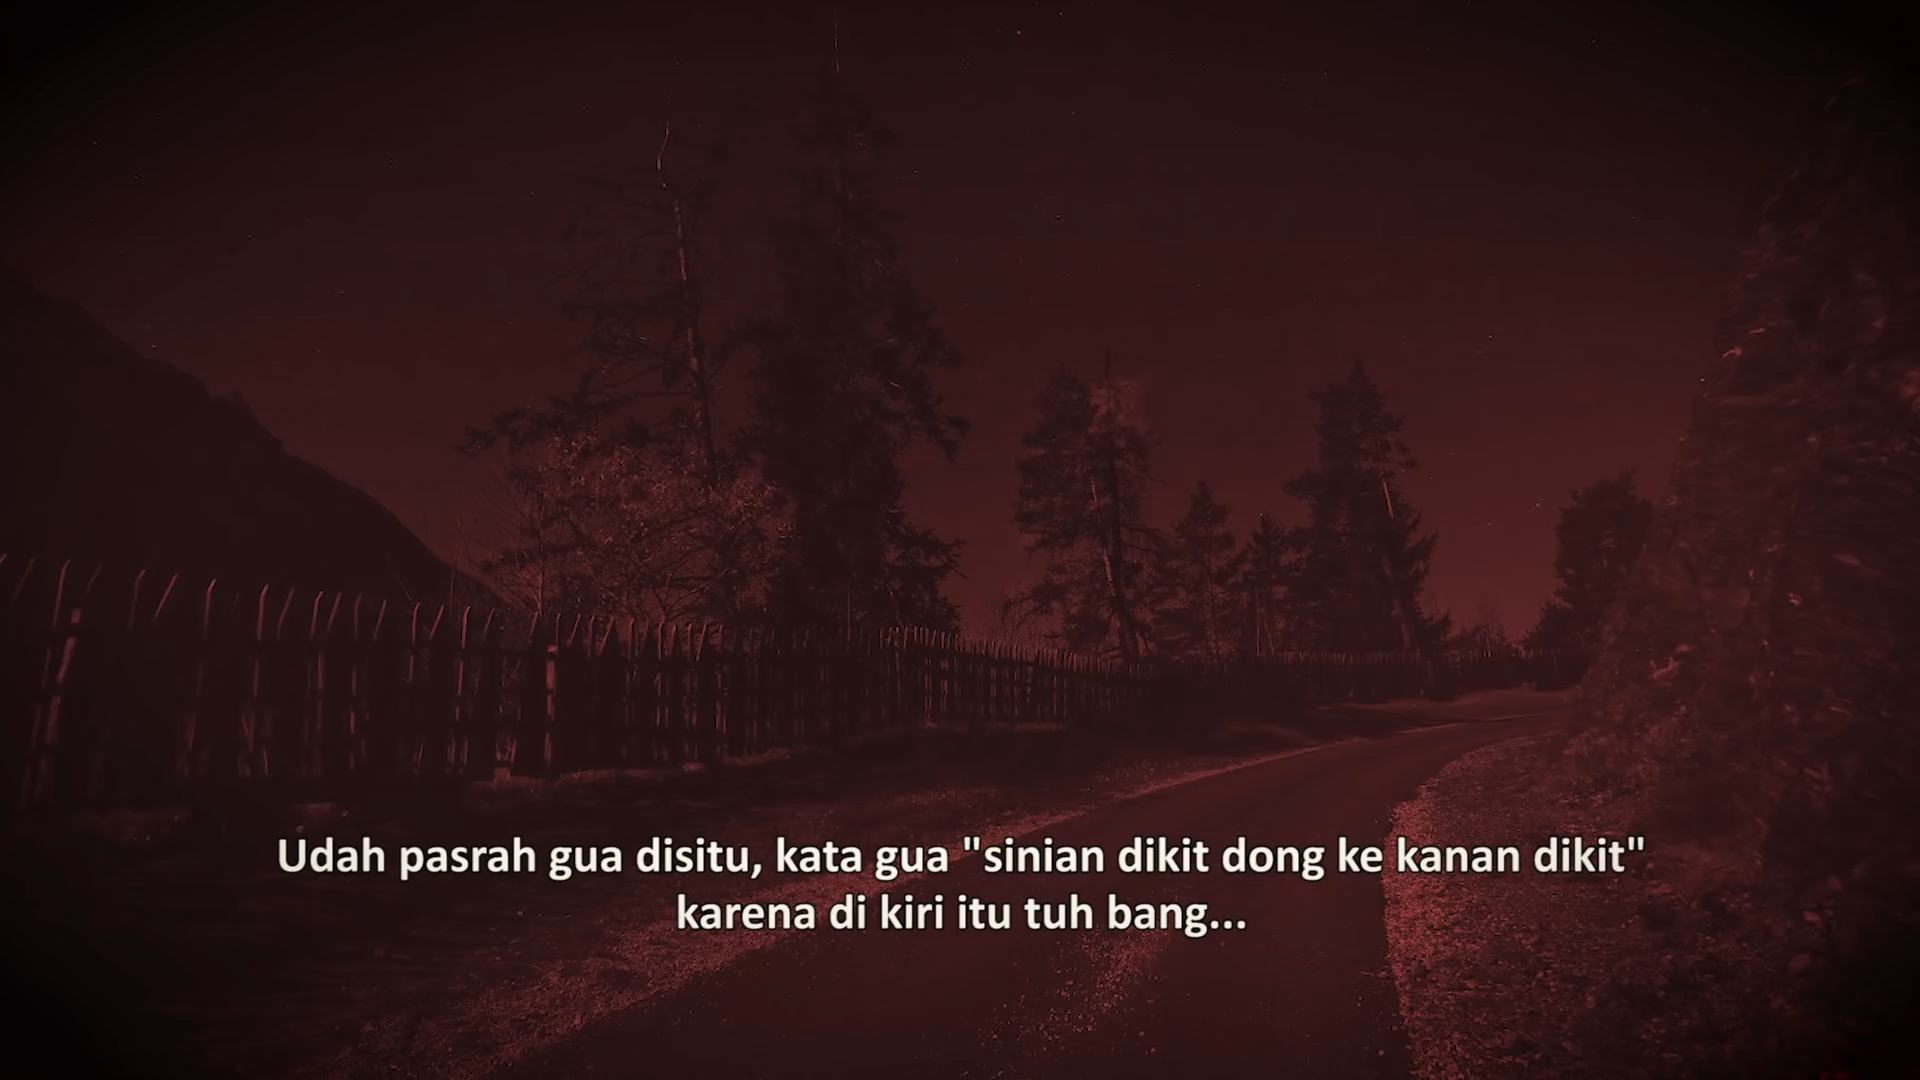 Udah pasrah gua disitu, kata gua "sinian dikit dong ke kanan dikit"
karena di kiri itu tuh bang...